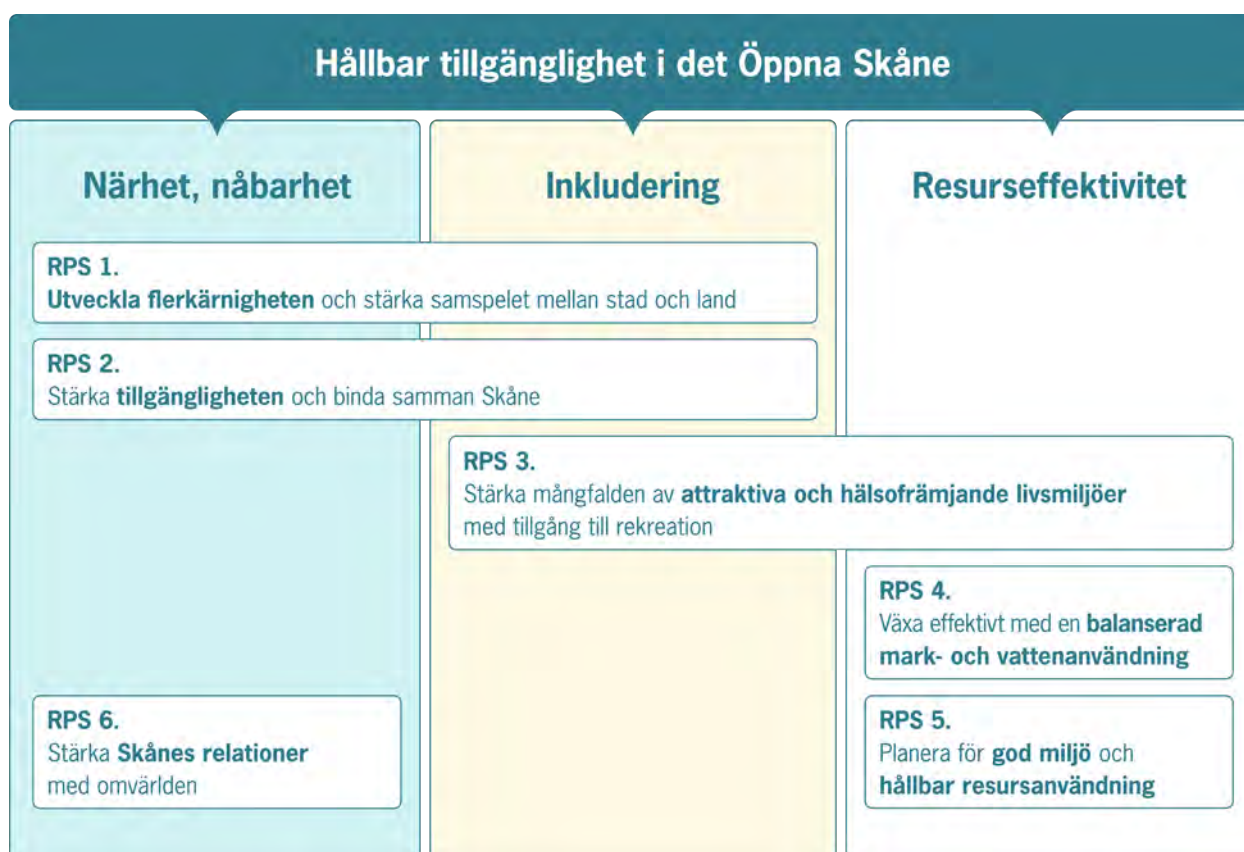 Hållbar tillgänglighet i det Öppna Skåne
Närhet, nåbarhet
Inkludering
Resurseffektivitet
RPS 1.
Utveckla flerkärnigheten och stärka samspelet mellan stad och land
RPS 2.
Stärka tillgängligheten och binda samman Skåne
RPS 3.
Stärka mångfalden av attraktiva och hälsofrämjande livsmiljöer
med tillgång till rekreation
RPS 4.
Växa effektivt med en balanserad
mark- och vattenanvändning
RPS 6.
Stärka Skånes relationer
med omvärlden
RPS 5.
Planera för god miljö och
hållbar resursanvändning